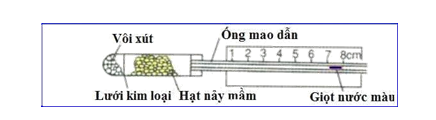 Vôi xút
Ống mao dẫn
1 2 3 4 5 6 7 8cm
Lưới kim loại
Hạt nảy mầm
Giọt nước màu